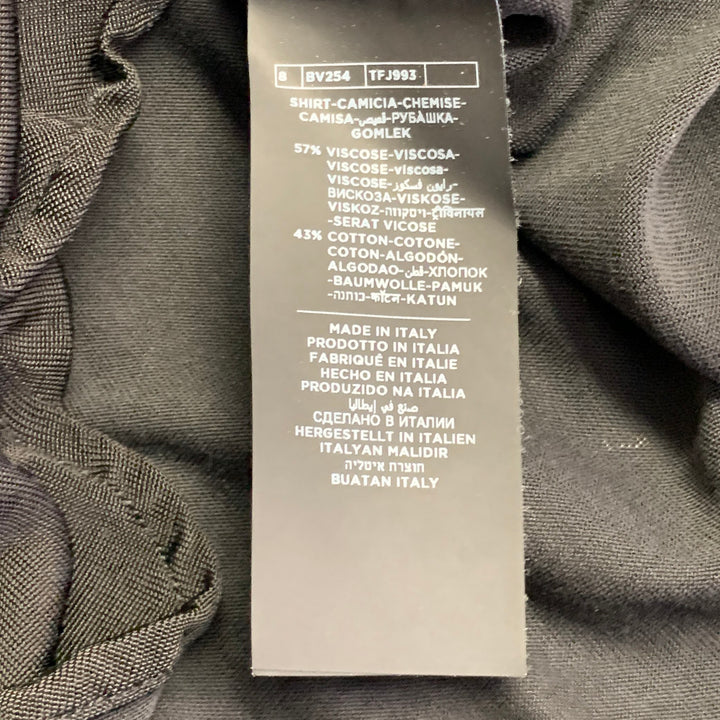 8 BV254 TFJ993
SHIRT-CAMICIA-CHEMISE-
CAMISA-قميص-РУБАШКА-
GOMLEK
57% VISCOSE-VISCOSA-
VISCOSE-viscosa-
VISCOSE-رايون فسكوز-
ВИСКОЗА-VISKOSE-
VISKOZ-ויסקוזה-
-SERAT VICOSE
43% COTTON-COTONE-
COTON-ALGODÓN-
ALGODAO-قطن-ХЛОПОК
-BAUMWOLLE-PAMUK
-כותנה-कॉटन-KATUN
MADE IN ITALY
PRODOTTO IN ITALIA
FABRIQUÉ EN ITALIE
HECHO EN ITALIA
PRODUZIDO NA ITALIA
صنع في إيطاليا
СДЕЛАНО В ИТАЛИИ
HERGESTELLT IN ITALIEN
ITALYAN MALIDIR
תוצרת איטליה
BUATAN ITALY